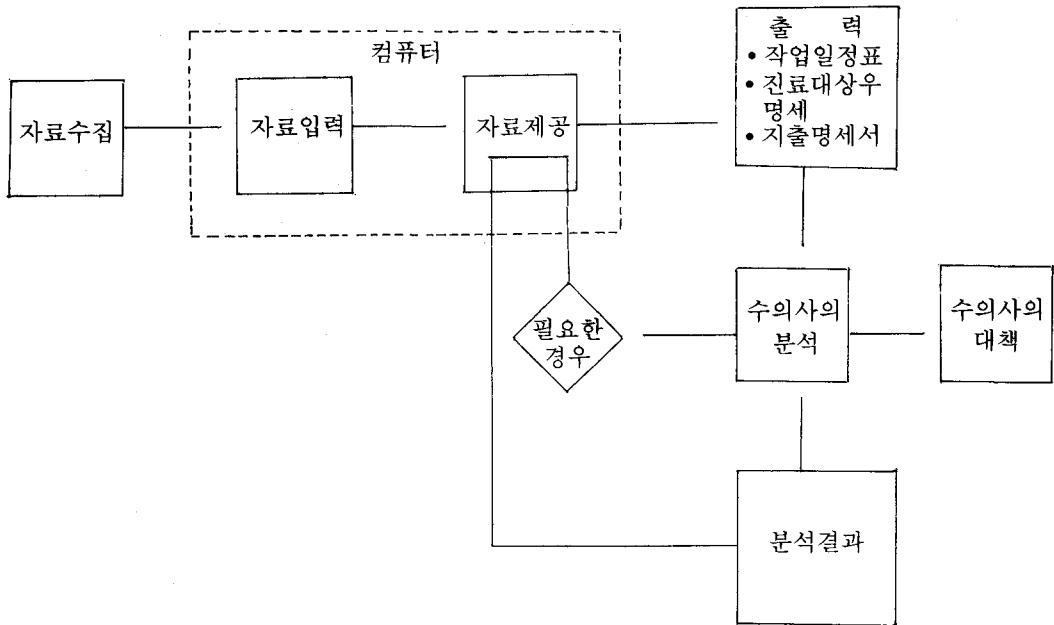 컴퓨터
자료수집
자료입력
자료제공
출 력
• 작업일정표
• 진료대상우
명세
• 지출명세서
필요한
경우
수의사의
분석
수의사의
대책
분석결과